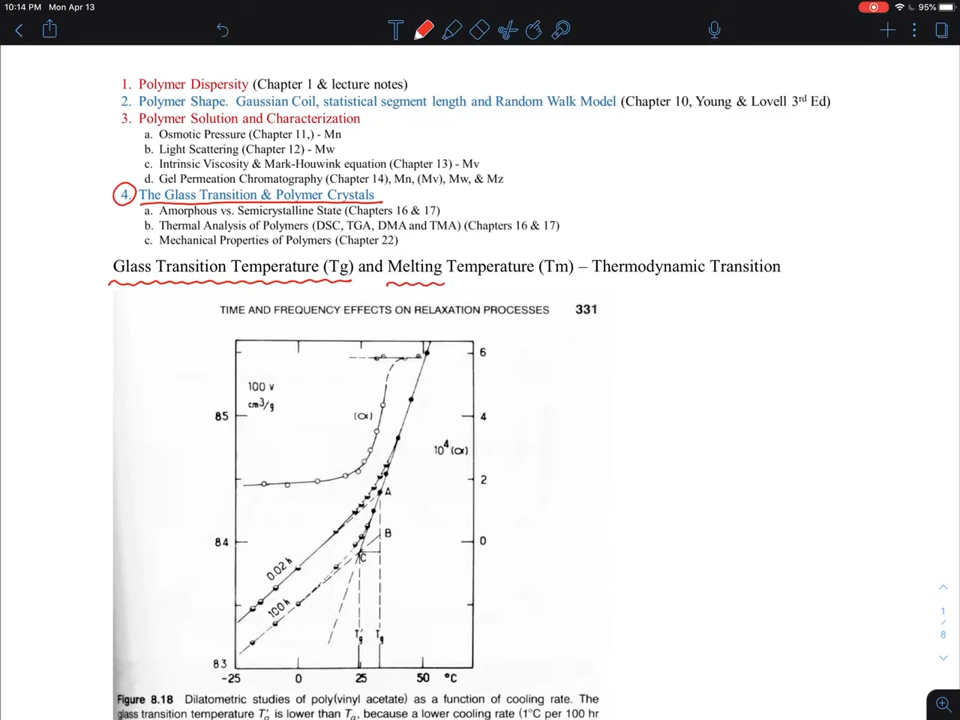 10:14 PM Mon Apr 13
95%
1. Polymer Dispersity (Chapter 1 & lecture notes)
2. Polymer Shape. Gaussian Coil, statistical segment length and Random Walk Model (Chapter 10, Young & Lovell 3rd Ed)
3. Polymer Solution and Characterization
a. Osmotic Pressure (Chapter 11,) - Mn
b. Light Scattering (Chapter 12) - Mw
c. Intrinsic Viscosity & Mark-Houwink equation (Chapter 13) - Mv
d. Gel Permeation Chromatography (Chapter 14), Mn, (Mv), Mw, & Mz
4. The Glass Transition & Polymer Crystals
a. Amorphous vs. Semicrystalline State (Chapters 16 & 17)
b. Thermal Analysis of Polymers (DSC, TGA, DMA and TMA) (Chapters 16 & 17)
c. Mechanical Properties of Polymers (Chapter 22)
Glass Transition Temperature (Tg) and Melting Temperature (Tm) – Thermodynamic Transition
TIME AND FREQUENCY EFFECTS ON RELAXATION PROCESSES 331
6
100 v
cm³/g
85
(α)
4
10⁴(α)
2
A
B
84
0
C
0.02 h
100 h
T'g
Tg
83
-25 0 25 50 °C
1
/
8
Figure 8.18 Dilatometric studies of poly(vinyl acetate) as a function of cooling rate. The
glass transition temperature T'g is lower than Tg, because a lower cooling rate (1°C per 100 hr